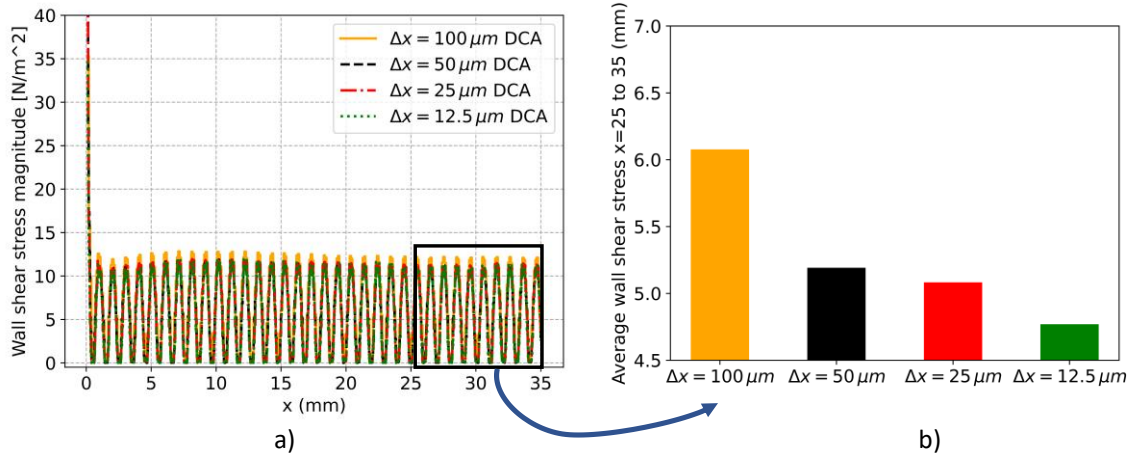 Wall shear stress magnitude [N/m^2]
40
35
30
25
20
15
10
5
0
Δx = 100 μm DCA
Δx = 50 μm DCA
Δx = 25 μm DCA
Δx = 12.5 μm DCA
0 5 10 15 20 25 30 35
x (mm)
a)
Average wall shear stress x=25 to 35 (mm)
7.0
6.5
6.0
5.5
5.0
4.5
Δx = 100 μm Δx = 50 μm Δx = 25 μm Δx = 12.5 μm
b)